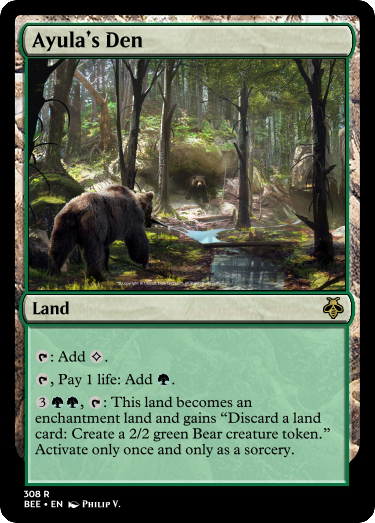 Ayula's Den
Land
: Add .
, Pay 1 life: Add .
3 , : This land becomes an
enchantment land and gains “Discard a land
card: Create a 2/2 green Bear creature token.”
Activate only once and only as a sorcery.
308 R
BEE • EN Philip V.